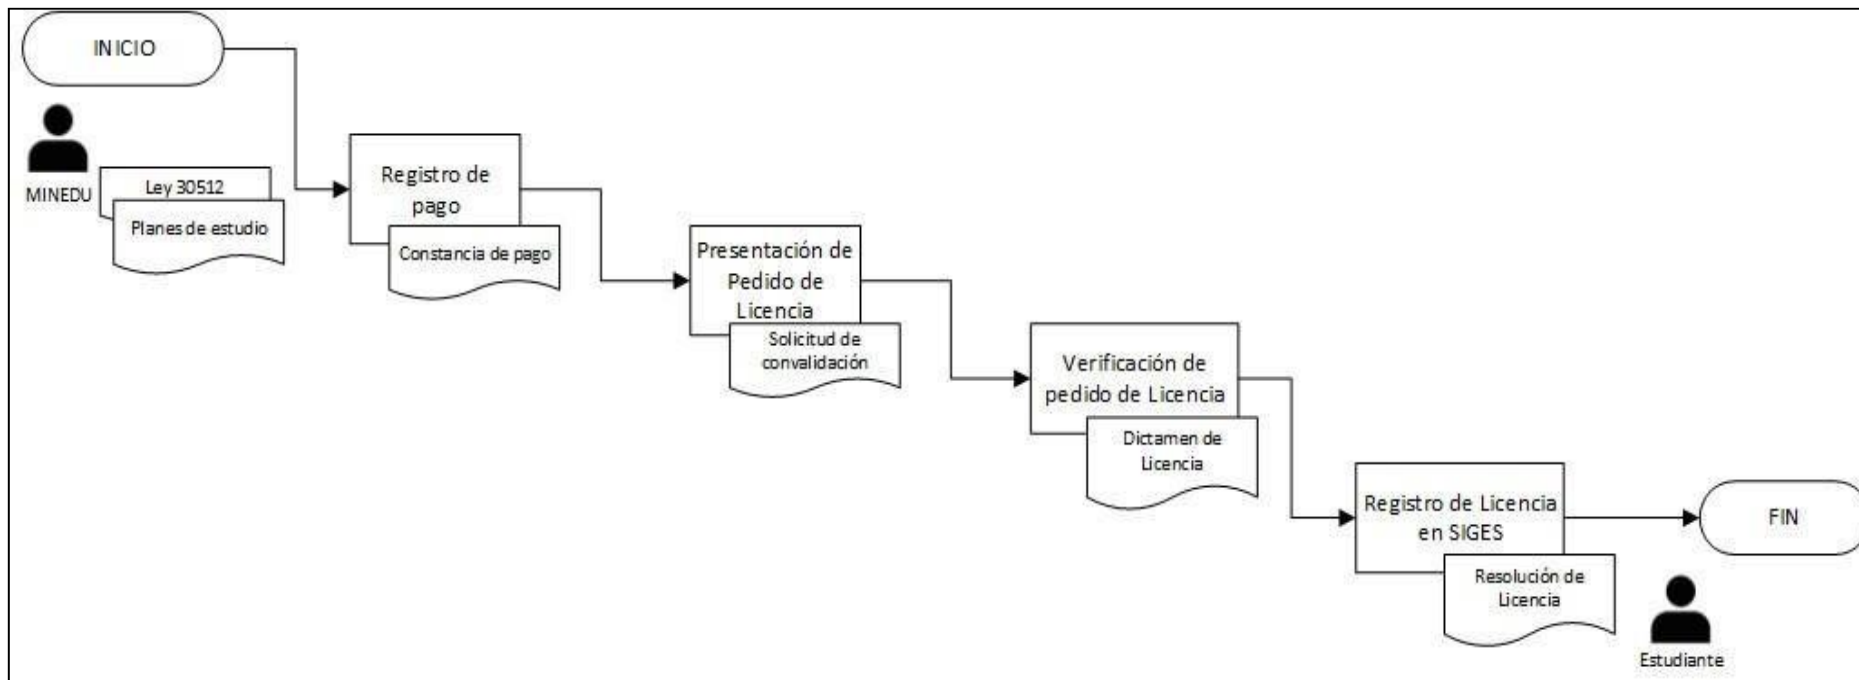 INICIO
MINEDU
Ley 30512
Planes de estudio
Registro de
pago
Constancia de pago
Presentación de
Pedido de
Licencia
Solicitud de
convalidación
Verificación de
pedido de Licencia
Dictamen de
Licencia
Registro de Licencia
en SIGES
Resolución de
Licencia
FIN
Estudiante